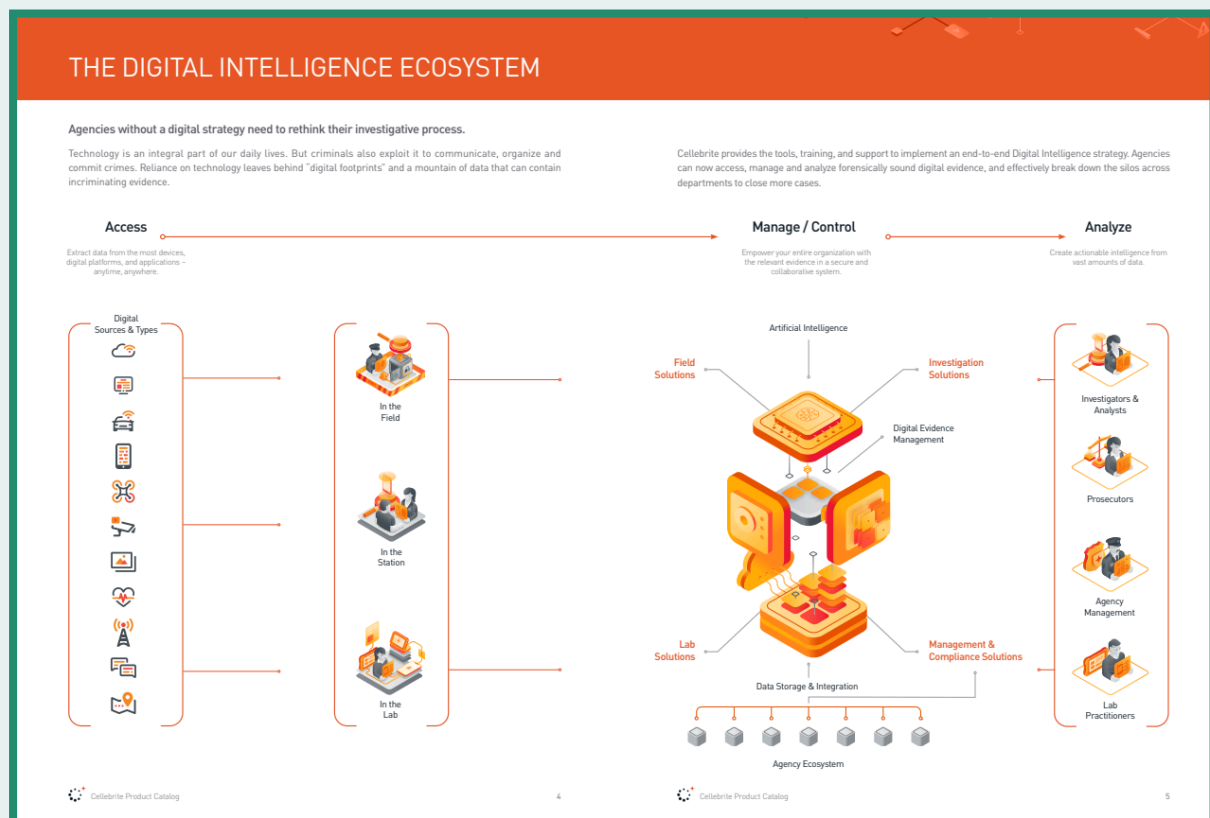 THE DIGITAL INTELLIGENCE ECOSYSTEM
Agencies without a digital strategy need to rethink their investigative process.
Technology is an integral part of our daily lives. But criminals also exploit it to communicate, organize and
commit crimes. Reliance on technology leaves behind "digital footprints" and a mountain of data that can contain
incriminating evidence.
Cellebrite provides the tools, training, and support to implement an end-to-end Digital Intelligence strategy. Agencies
can now access, manage and analyze forensically sound digital evidence, and effectively break down the silos across
departments to close more cases.
Access
Extract data from the most devices,
digital platforms, and applications –
anytime, anywhere.
Manage / Control
Empower your entire organization with
the relevant evidence in a secure and
collaborative system.
Analyze
Create actionable intelligence from
vast amounts of data.
Digital
Sources & Types
In the
Field
In the
Station
In the
Lab
Artificial Intelligence
Field
Solutions
Investigation
Solutions
Digital Evidence
Management
Lab
Solutions
Management &
Compliance Solutions
Data Storage & Integration
Agency Ecosystem
Investigators &
Analysts
Prosecutors
Agency
Management
Lab
Practitioners
Cellebrite Product Catalog
4
Cellebrite Product Catalog
5